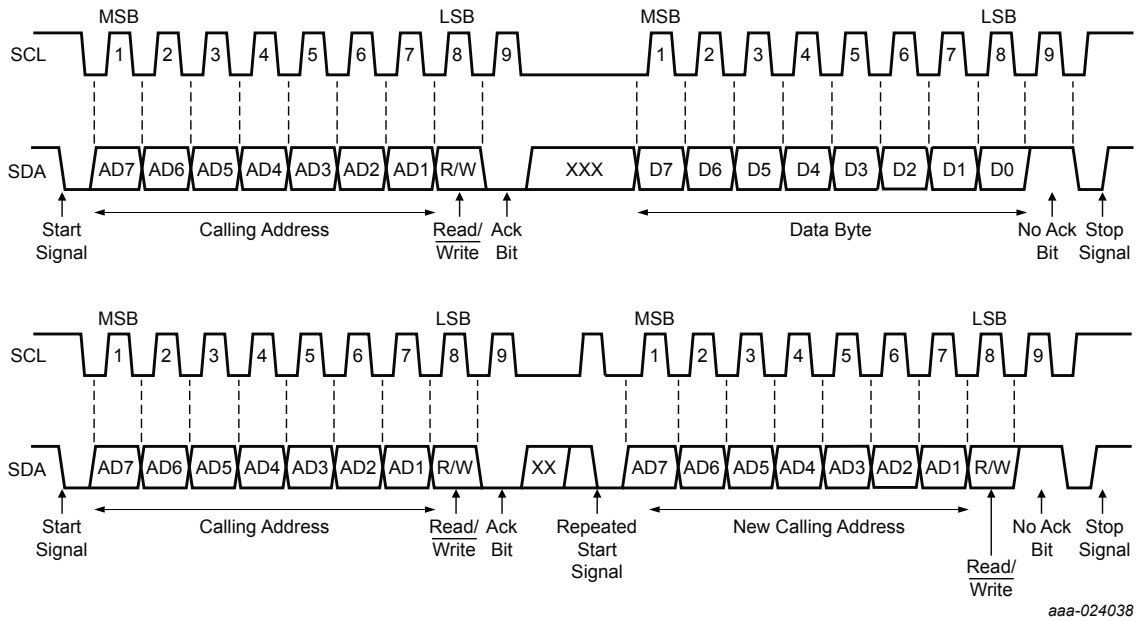 MSB LSB MSB LSB
SCL 1 2 3 4 5 6 7 8 9 1 2 3 4 5 6 7 8 9
SDA AD7 AD6 AD5 AD4 AD3 AD2 AD1 R/W XXX D7 D6 D5 D4 D3 D2 D1 D0
Start Calling Address Read/ Ack Data Byte No Ack Stop
Signal Write Bit Bit Signal
MSB LSB MSB LSB
SCL 1 2 3 4 5 6 7 8 9 1 2 3 4 5 6 7 8 9
SDA AD7 AD6 AD5 AD4 AD3 AD2 AD1 R/W XX AD7 AD6 AD5 AD4 AD3 AD2 AD1 R/W
Start Calling Address Read/ Ack Repeated New Calling Address No Ack Stop
Signal Write Bit Start Bit Signal
Signal Read/
Write
aaa-024038